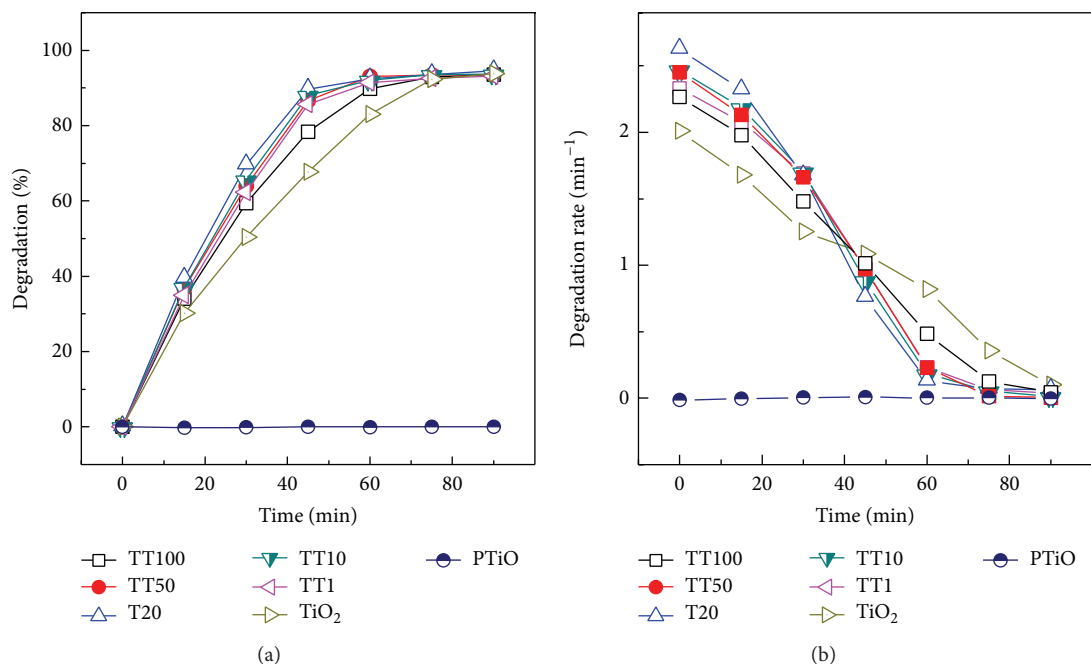 100
80
60
40
20
0
Degradation (%)
0 20 40 60 80
Time (min)
TT100 TT10 PTiO
TT50 TT1
T20 TiO₂
(a)
2
1
0
Degradation rate (min⁻¹)
0 20 40 60 80
Time (min)
TT100 TT10 PTiO
TT50 TT1
T20 TiO₂
(b)